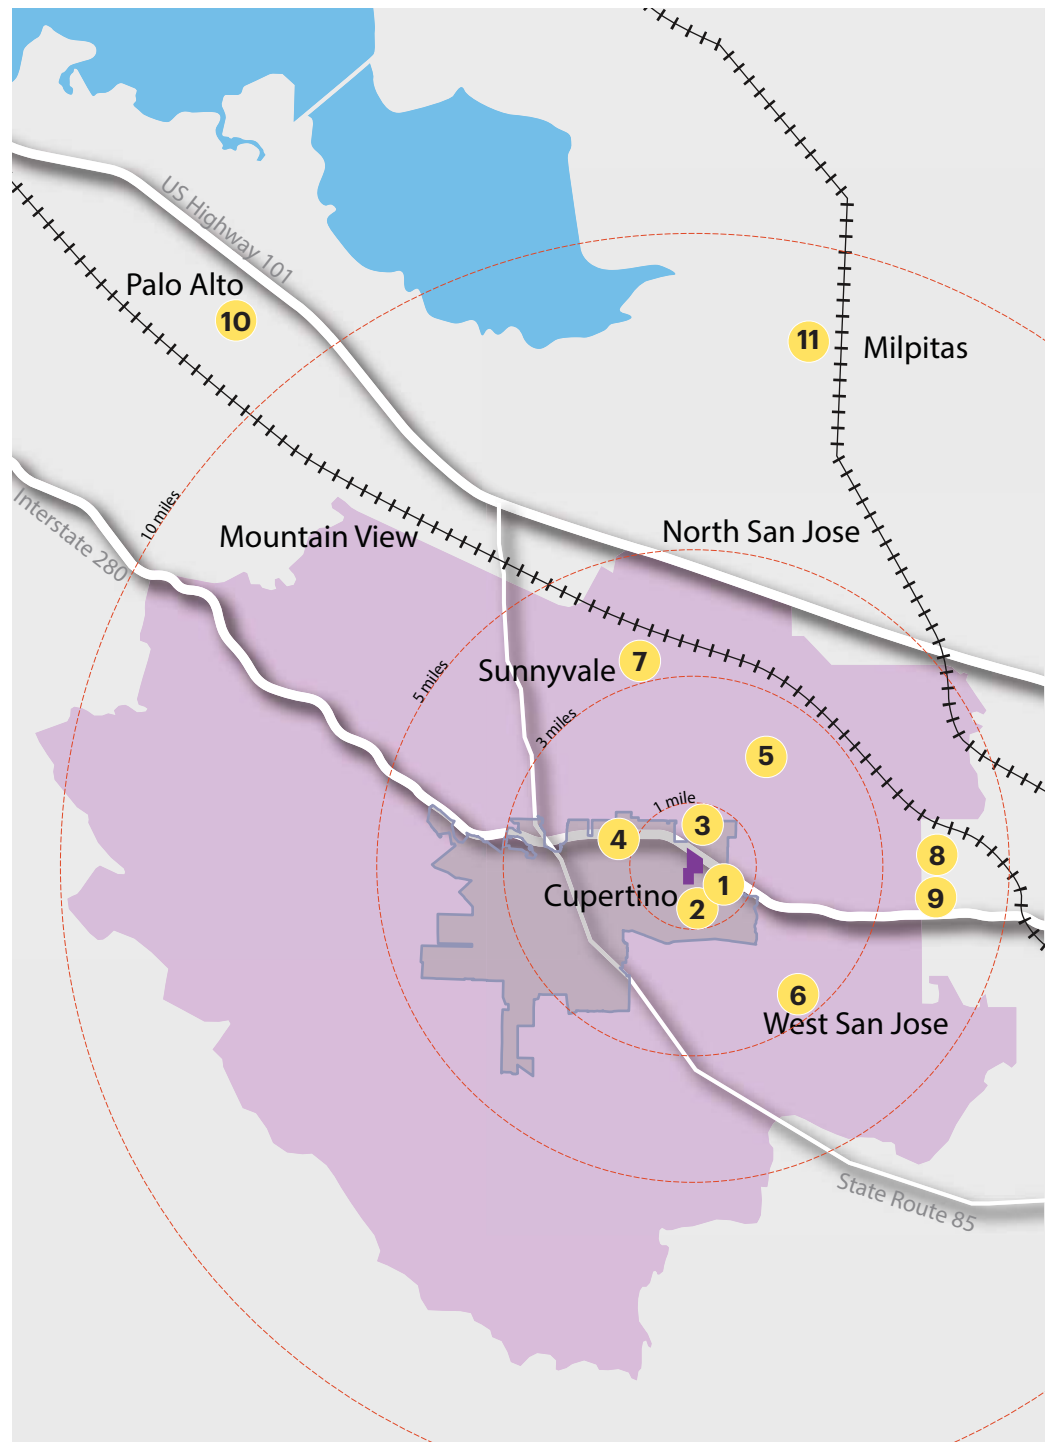 US Highway 101
Palo Alto
10
11
Milpitas
Interstate 280
10 miles
Mountain View
North San Jose
5 miles
Sunnyvale
7
3 miles
5
1 mile
3
4
8
1
Cupertino
2
9
6
West San Jose
State Route 85